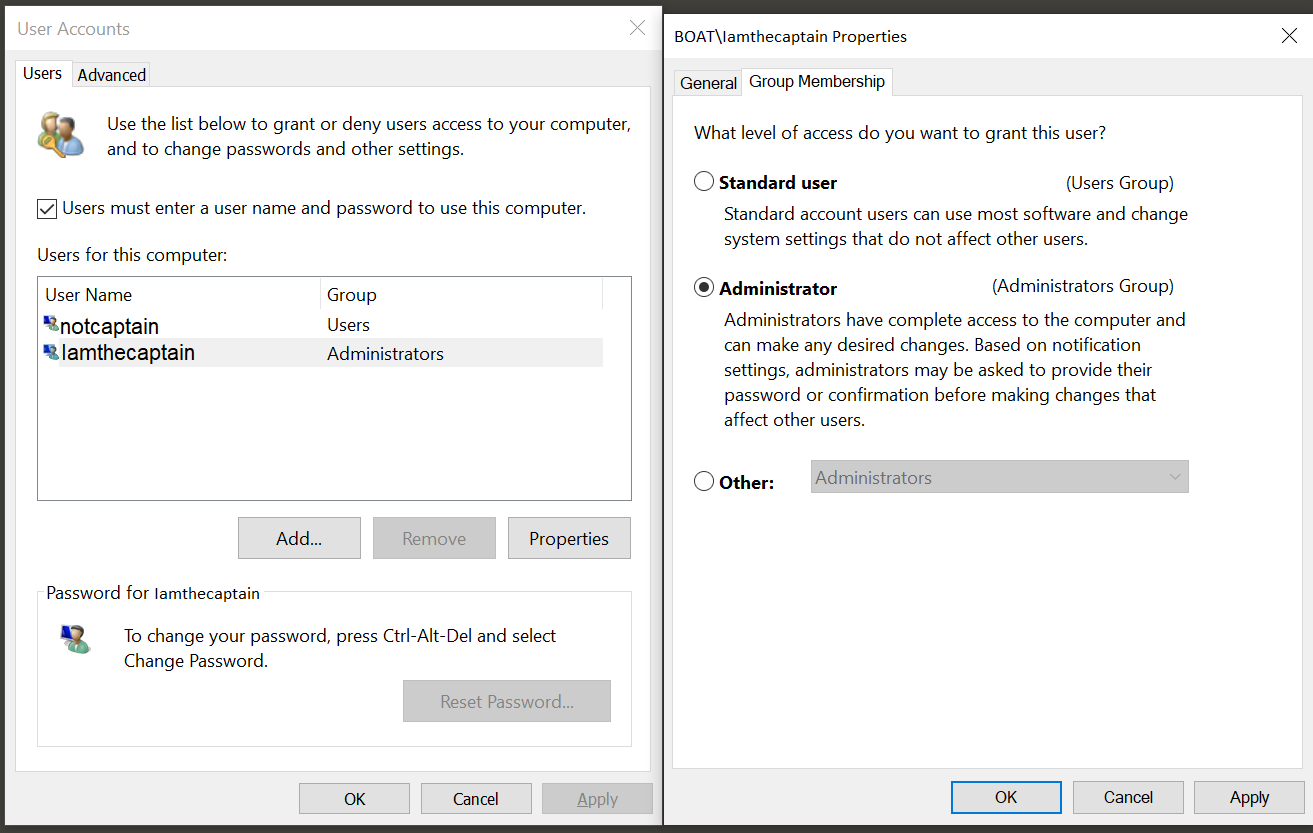 User Accounts
Users
Advanced
Use the list below to grant or deny users access to your computer,
and to change passwords and other settings.
Users must enter a user name and password to use this computer.
Users for this computer:
User Name Group
notcaptain Users
Iamthecaptain Administrators
Add... Remove Properties
Password for Iamthecaptain
To change your password, press Ctrl-Alt-Del and select
Change Password.
Reset Password...
OK Cancel Apply
BOAT\Iamthecaptain Properties
General Group Membership
What level of access do you want to grant this user?
Standard user (Users Group)
Standard account users can use most software and change
system settings that do not affect other users.
Administrator (Administrators Group)
Administrators have complete access to the computer and
can make any desired changes. Based on notification
settings, administrators may be asked to provide their
password or confirmation before making changes that
affect other users.
Other: Administrators
OK Cancel Apply